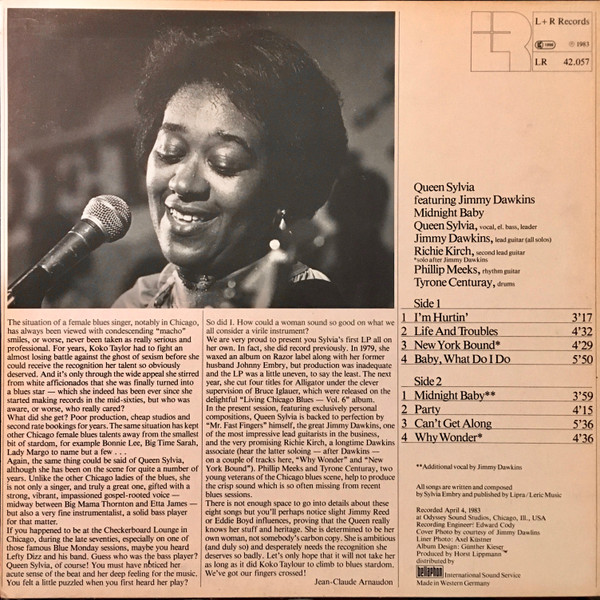 L+R Records
LC 5399
℗ 1983
LR 42.057
Queen Sylvia
featuring Jimmy Dawkins
Midnight Baby
Queen Sylvia, vocal, el. bass, leader
Jimmy Dawkins, lead guitar (all solos)
Richie Kirch, second lead guitar
*solo after Jimmy Dawkins
Phillip Meeks, rhythm guitar
Tyrone Centuray, drums
Side 1
1 I'm Hurtin' 3'17
2 Life And Troubles 4'32
3 New York Bound* 4'29
4 Baby, What Do I Do 5'50
Side 2
1 Midnight Baby** 3'59
2 Party 4'15
3 Can't Get Along 5'36
4 Why Wonder* 4'36
**Additional vocal by Jimmy Dawkins
All songs are written and composed
by Sylvia Embry and published by Lipra / Leric Music
Recorded April 4, 1983
at Odyssey Sound Studios, Chicago, Ill., USA
Recording Engineer: Edward Cody
Cover Photo by courtesy of Jimmy Dawkins
Liner Photo: Axel Küstner
Album Design: Günther Kieser
Produced by Horst Lippmann
distributed by
bellaphon International Sound Service
Made in Western Germany
The situation of a female blues singer, notably in Chicago,
has always been viewed with condescending "macho"
smiles, or worse, never been taken as really serious and
professional. For years, Koko Taylor had to fight an
almost losing battle against the ghost of sexism before she
could receive the recognition her talent so obviously
deserved. And it's only through the wide appeal she stirred
from white afficionados that she was finally turned into
a blues star — which she indeed has been ever since she
started making records in the mid-sixties, but who was
aware, or worse, who really cared?
What did she get? Poor production, cheap studios and
second rate bookings for years. The same situation has kept
other Chicago female blues talents away from the smallest
bit of stardom, for example Bonnie Lee, Big Time Sarah,
Lady Margo to name but a few . . .
Again, the same thing could be said of Queen Sylvia,
although she has been on the scene for quite a number of
years. Unlike the other Chicago ladies of the blues, she
is not only a singer, and truly a great one, gifted with a
strong, vibrant, impassioned gospel-rooted voice —
midway between Big Mama Thornton and Etta James —
but also a very fine instrumentalist, a solid bass player
for that matter.
If you happened to be at the Checkerboard Lounge in
Chicago, during the late seventies, especially on one of
those famous Blue Monday sessions, maybe you heard
Lefty Dizz and his band. Guess who was the bass player?
Queen Sylvia, of course! You must have noticed her
acute sense of the beat and her deep feeling for the music.
You felt a little puzzled when you first heard her play?
So did I. How could a woman sound so good on what we
all consider a virile instrument?
We are very proud to present you Sylvia's first LP all on
her own. In fact, she did record previously. In 1979, she
waxed an album on Razor label along with her former
husband Johnny Embry, but production was inadequate
and the LP was a little uneven, to say the least. The next
year, she cut four titles for Alligator under the clever
supervision of Bruce Iglauer, which were released on the
delightful "Living Chicago Blues — Vol. 6" album.
In the present session, featuring exclusively personal
compositions, Queen Sylvia is backed to perfection by
"Mr. Fast Fingers" himself, the great Jimmy Dawkins, one
of the most impressive lead guitarists in the business,
and the very promising Richie Kirch, a longtime Dawkins
associate (hear the latter soloing — after Dawkins —
on a couple of tracks here, "Why Wonder" and "New
York Bound"). Phillip Meeks and Tyrone Centuray, two
young veterans of the Chicago blues scene, help to produce
the crisp sound which is so often missing from recent
blues sessions.
There is not enough space to go into details about these
eight songs but you'll perhaps notice slight Jimmy Reed
or Eddie Boyd influences, proving that the Queen really
knows her stuff and heritage. She is determined to be her
own woman, not somebody's carbon copy. She is ambitious
(and duly so) and desperately needs the recognition she
deserves so badly. Let's only hope that it will not take her
as long as it did Koko Taylour to climb to blues stardom.
We've got our fingers crossed!
Jean-Claude Arnaudon